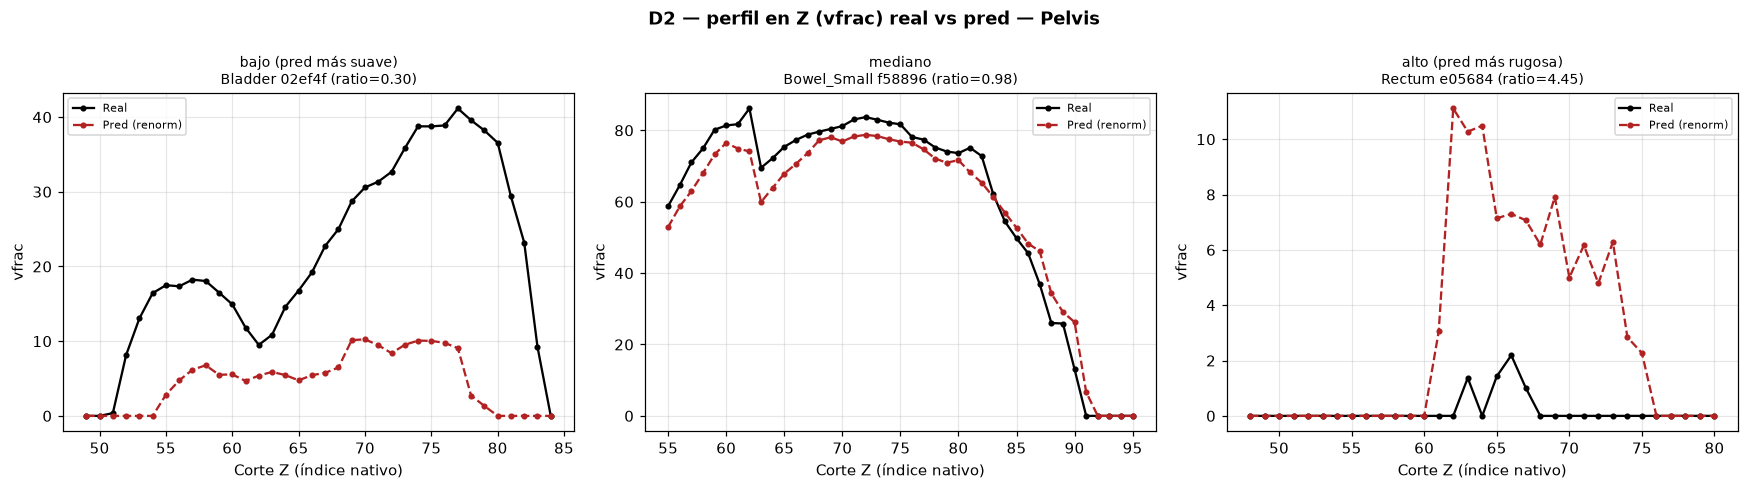 D2 — perfil en Z (vfrac) real vs pred — Pelvis
bajo (pred más suave)
Bladder 02ef4f (ratio=0.30)
Real
Pred (renorm)
vfrac
40
30
20
10
0
50 55 60 65 70 75 80 85
Corte Z (índice nativo)
mediano
Bowel_Small f58896 (ratio=0.98)
Real
Pred (renorm)
vfrac
80
60
40
20
0
55 60 65 70 75 80 85 90 95
Corte Z (índice nativo)
alto (pred más rugosa)
Rectum e05684 (ratio=4.45)
Real
Pred (renorm)
vfrac
10
8
6
4
2
0
50 55 60 65 70 75 80
Corte Z (índice nativo)